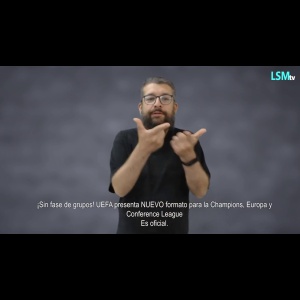 LSMtv
¡Sin fase de grupos! UEFA presenta NUEVO formato para la Champions, Europa y
Conference League
Es oficial.